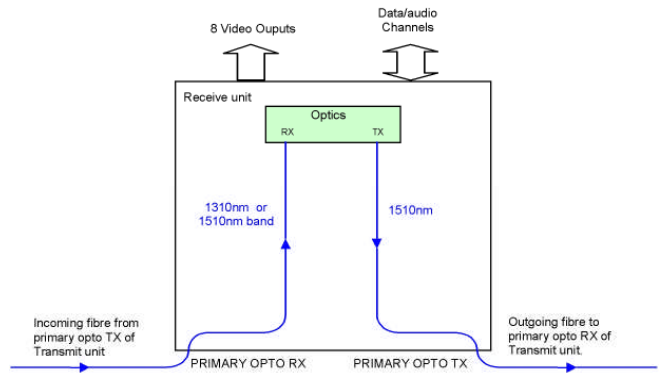 8 Video Ouputs
Data/audio
Channels
Receive unit
Optics
RX
TX
1310nm or
1510nm band
1510nm
Incoming fibre from
primary opto TX of
Transmit unit
Outgoing fibre to
primary opto RX of
Transmit unit.
PRIMARY OPTO RX
PRIMARY OPTO TX